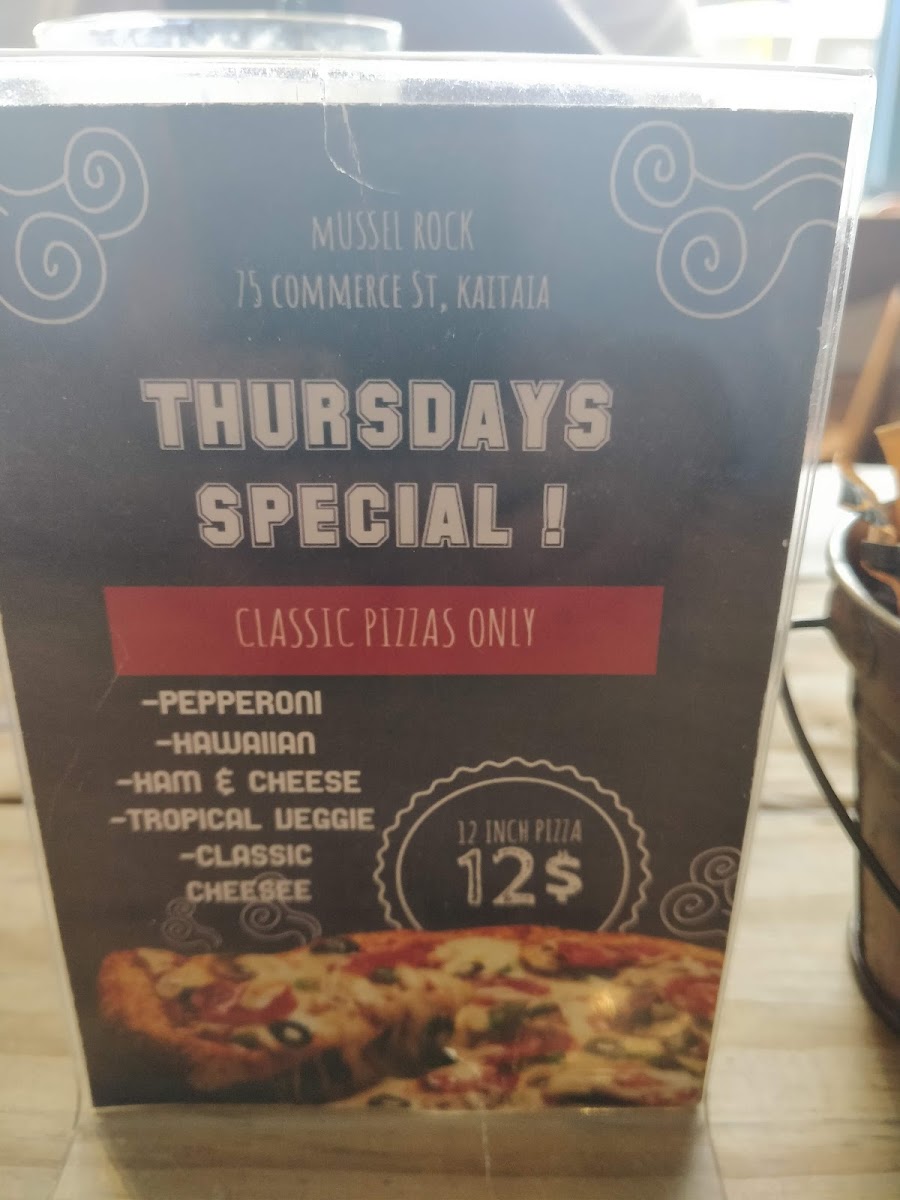 MUSSEL ROCK
75 COMMERCE ST, KAITAIA
THURSDAYS
SPECIAL !
CLASSIC PIZZAS ONLY
-PEPPERONI
-HAWAIIAN
-HAM & CHEESE
-TROPICAL VEGGIE
-CLASSIC
CHEESEE
12 INCH PIZZA
12$